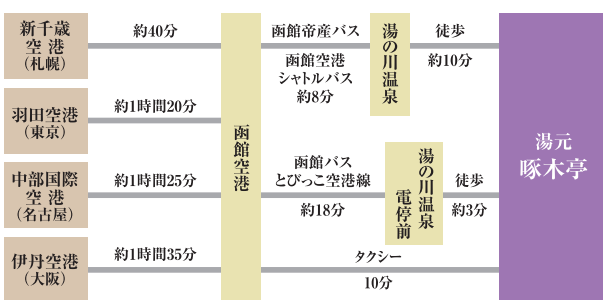 新千歳
空港
（札幌）
約40分
羽田空港
（東京）
約1時間20分
中部国際
空港
（名古屋）
約1時間25分
伊丹空港
（大阪）
約1時間35分
函館空港
函館帝産バス
函館空港
シャトルバス
約8分
湯の川温泉
徒歩
約10分
函館バス
とびっこ空港線
約18分
湯の川温泉
電停前
徒歩
約3分
タクシー
10分
湯元
啄木亭